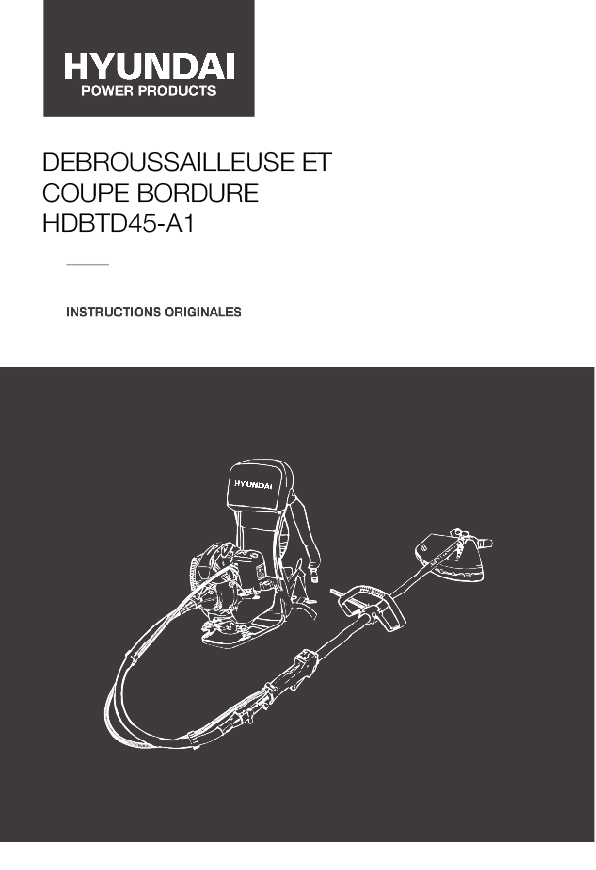 HYUNDAI
POWER PRODUCTS
DEBROUSSAILLEUSE ET
COUPE BORDURE
HDBTD45-A1
INSTRUCTIONS ORIGINALES
HYUNDAI